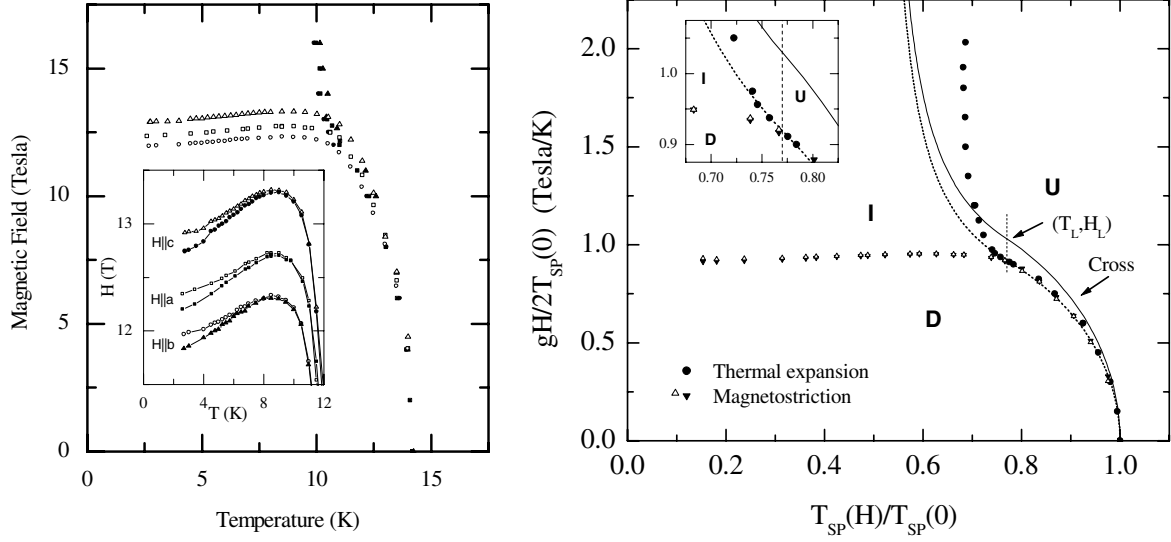 Magnetic Field (Tesla)
15
10
5
0
0
5
10
15
Temperature (K)
H (T)
13
12
H||c
H||a
H||b
0
4
8
12
T (K)
gH/2T_SP(0) (Tesla/K)
2.0
1.5
1.0
0.5
0.0
0.0
0.2
0.4
0.6
0.8
1.0
T_SP(H)/T_SP(0)
1.0
0.9
0.70
0.75
0.80
I
U
D
I
U
D
(T_L,H_L)
Cross
Thermal expansion
Magnetostriction